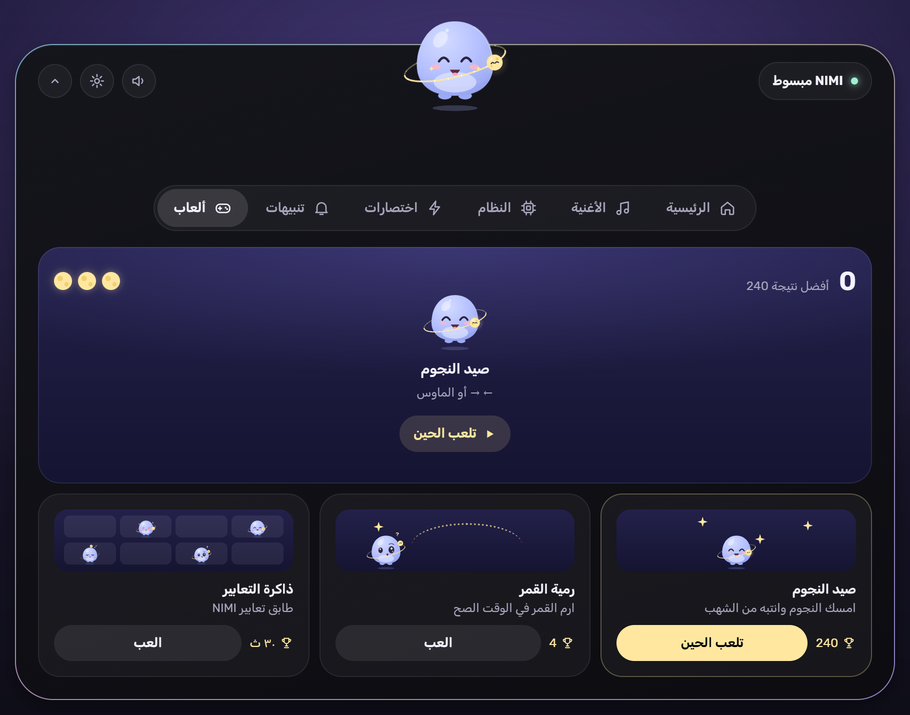 NIMI مبسوط
الرئيسية
الأغنية
النظام
اختصارات
تنبيهات
ألعاب
0 أفضل نتيجة 240
صيد النجوم
← → أو الماوس
تلعب الحين
صيد النجوم
امسك النجوم وانتبه من الشهب
240
تلعب الحين
رمية القمر
ارم القمر في الوقت الصح
4
العب
ذاكرة التعابير
طابق تعابير NIMI
٣٠ ث
العب